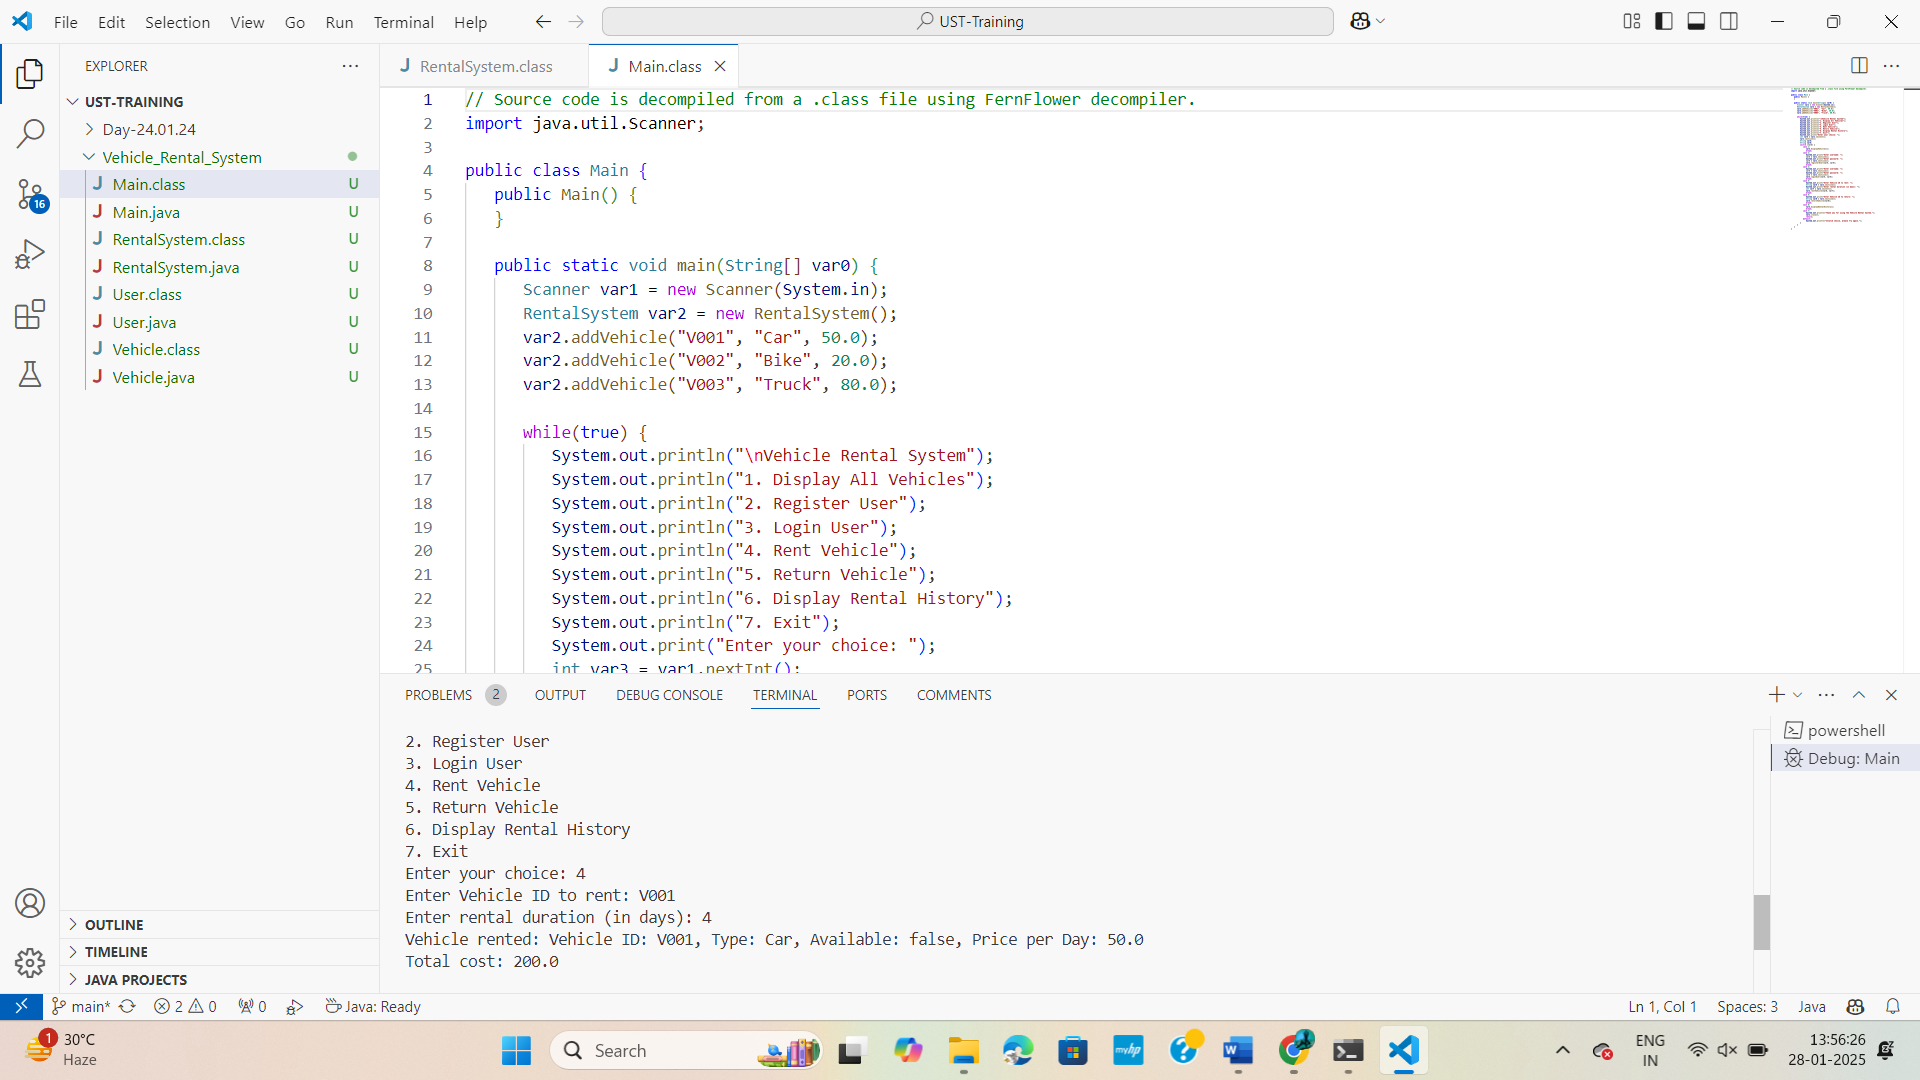 File Edit Selection View Go Run Terminal Help
UST-Training
EXPLORER
UST-TRAINING
Day-24.01.24
Vehicle_Rental_System
Main.class U
Main.java U
RentalSystem.class U
RentalSystem.java U
User.class U
User.java U
Vehicle.class U
Vehicle.java U
16
OUTLINE
TIMELINE
JAVA PROJECTS
RentalSystem.class
Main.class
1 // Source code is decompiled from a .class file using FernFlower decompiler.
2 import java.util.Scanner;
3
4 public class Main {
5 public Main() {
6 }
7
8 public static void main(String[] var0) {
9 Scanner var1 = new Scanner(System.in);
10 RentalSystem var2 = new RentalSystem();
11 var2.addVehicle("V001", "Car", 50.0);
12 var2.addVehicle("V002", "Bike", 20.0);
13 var2.addVehicle("V003", "Truck", 80.0);
14
15 while(true) {
16 System.out.println("\nVehicle Rental System");
17 System.out.println("1. Display All Vehicles");
18 System.out.println("2. Register User");
19 System.out.println("3. Login User");
20 System.out.println("4. Rent Vehicle");
21 System.out.println("5. Return Vehicle");
22 System.out.println("6. Display Rental History");
23 System.out.println("7. Exit");
24 System.out.print("Enter your choice: ");
25 int var3 = var1.nextInt();
PROBLEMS 2 OUTPUT DEBUG CONSOLE TERMINAL PORTS COMMENTS
2. Register User
3. Login User
4. Rent Vehicle
5. Return Vehicle
6. Display Rental History
7. Exit
Enter your choice: 4
Enter Vehicle ID to rent: V001
Enter rental duration (in days): 4
Vehicle rented: Vehicle ID: V001, Type: Car, Available: false, Price per Day: 50.0
Total cost: 200.0
powershell
Debug: Main
main* 2 0 0 Java: Ready
Ln 1, Col 1 Spaces: 3 Java
1
30°C
Haze
Search
myhp
ENG
IN
13:56:26
28-01-2025